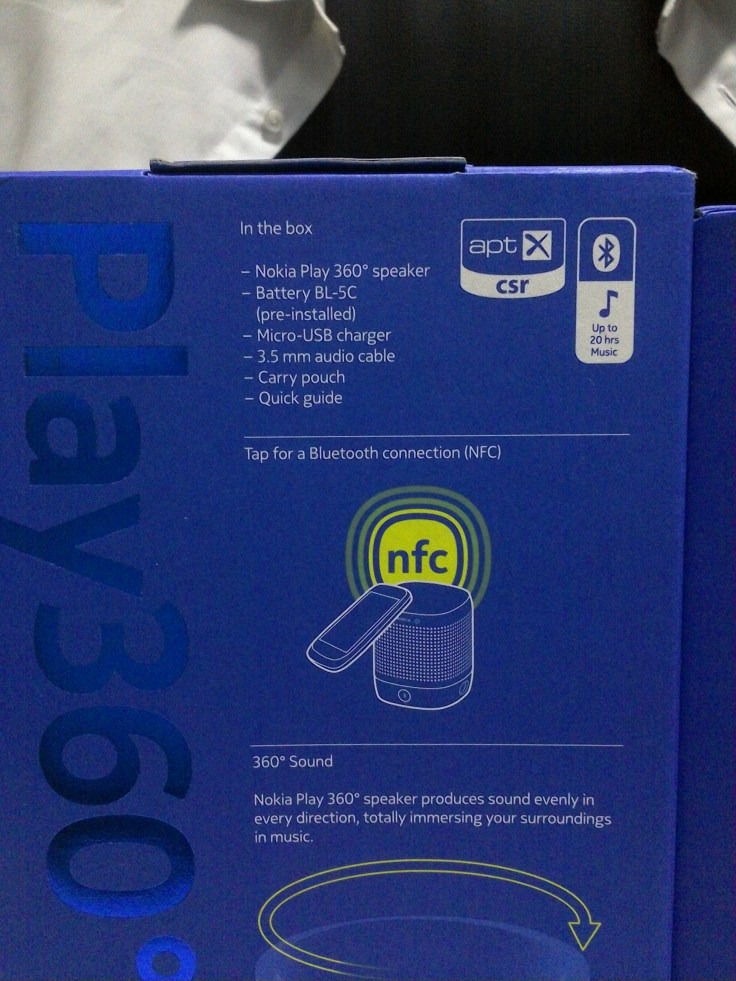 Play360°
In the box
– Nokia Play 360° speaker
– Battery BL-5C
(pre-installed)
– Micro-USB charger
– 3.5 mm audio cable
– Carry pouch
– Quick guide
aptX
csr
Up to
20 hrs
Music
Tap for a Bluetooth connection (NFC)
nfc
360° Sound
Nokia Play 360° speaker produces sound evenly in
every direction, totally immersing your surroundings
in music.